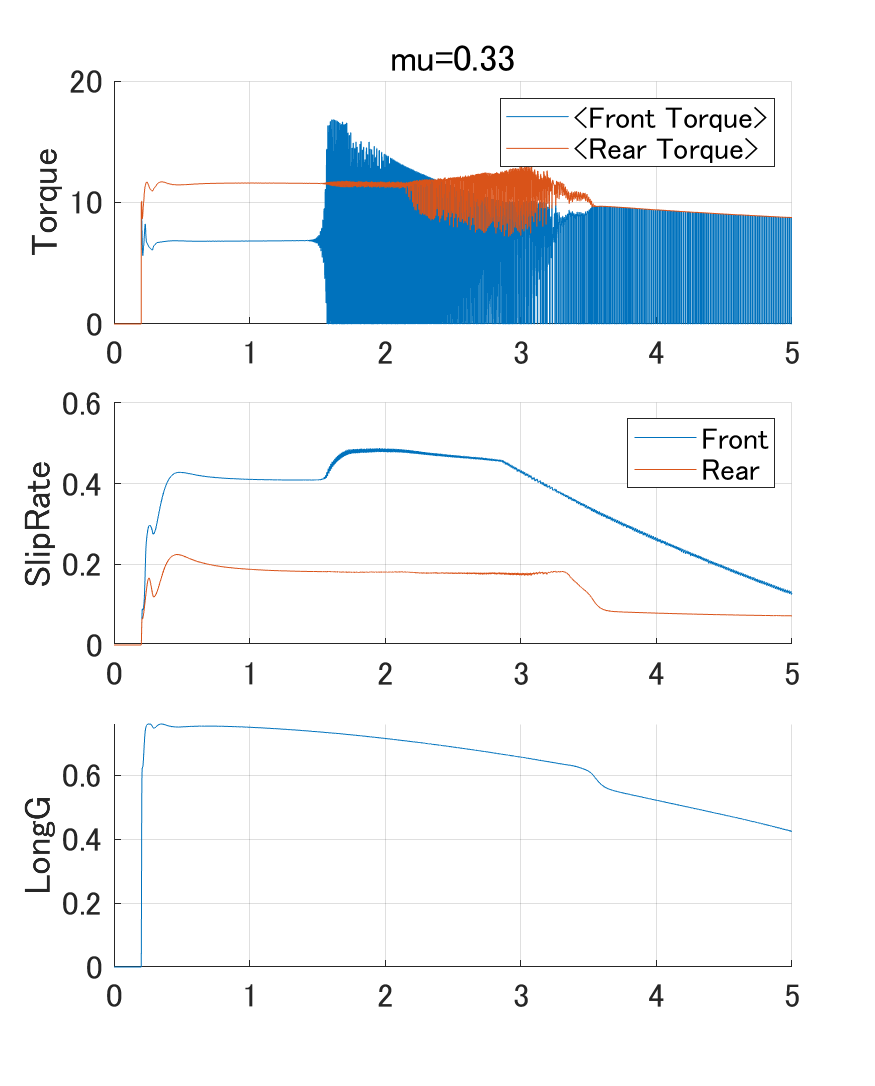 mu=0.33
Torque
20
10
0
<Front Torque>
<Rear Torque>
0 1 2 3 4 5
SlipRate
0.6
0.4
0.2
0
Front
Rear
0 1 2 3 4 5
LongG
0.6
0.4
0.2
0
0 1 2 3 4 5